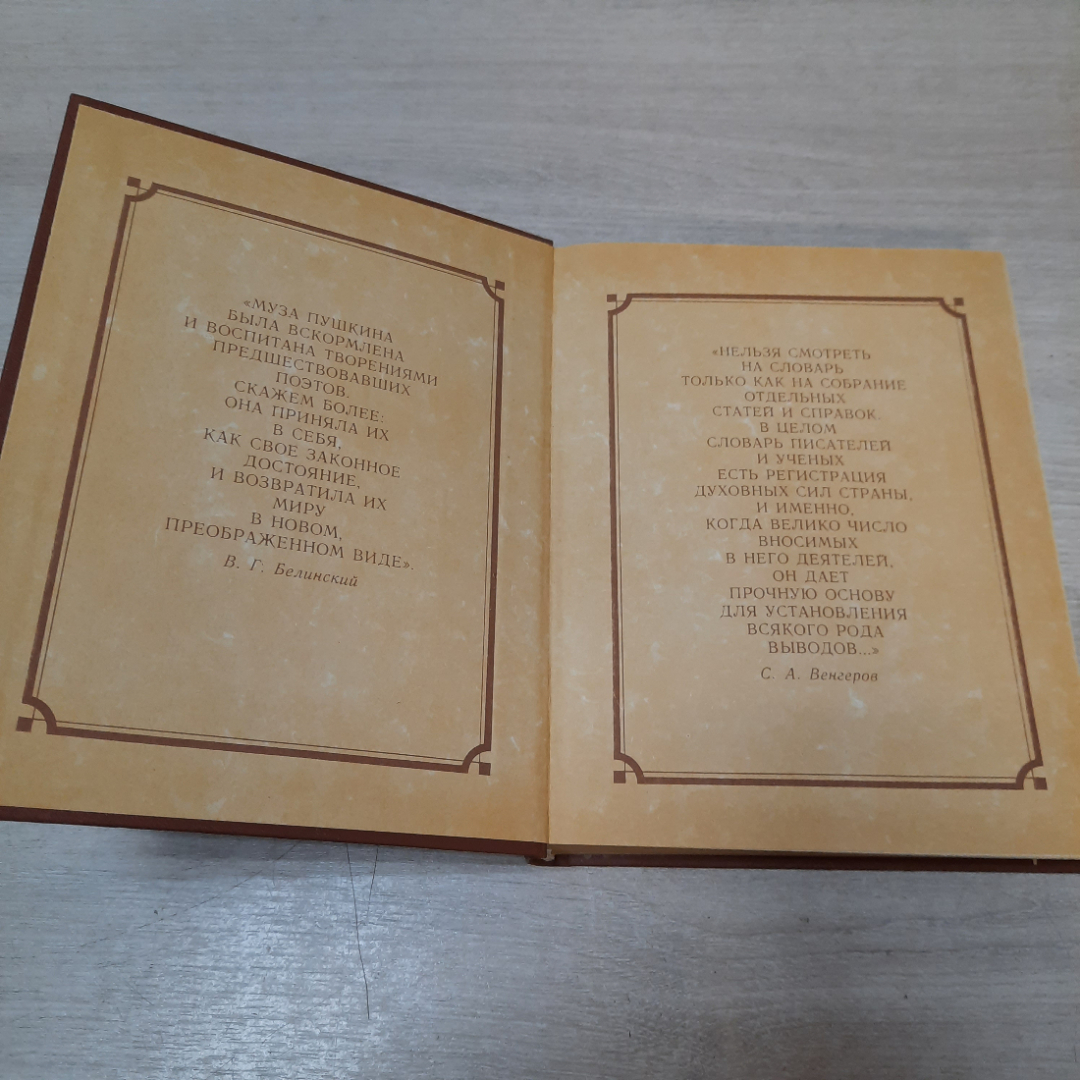 «МУЗА ПУШКИНА
БЫЛА ВСКОРМЛЕНА
И ВОСПИТАНА ТВОРЕНИЯМИ
ПРЕДШЕСТВОВАВШИХ
ПОЭТОВ.
СКАЖЕМ БОЛЕЕ:
ОНА ПРИНЯЛА ИХ
В СЕБЯ,
КАК СВОЕ ЗАКОННОЕ
ДОСТОЯНИЕ,
И ВОЗВРАТИЛА ИХ
МИРУ
В НОВОМ,
ПРЕОБРАЖЕННОМ ВИДЕ».
В. Г. Белинский
«НЕЛЬЗЯ СМОТРЕТЬ
НА СЛОВАРЬ
ТОЛЬКО КАК НА СОБРАНИЕ
ОТДЕЛЬНЫХ
СТАТЕЙ И СПРАВОК.
В ЦЕЛОМ
СЛОВАРЬ ПИСАТЕЛЕЙ
И УЧЕНЫХ
ЕСТЬ РЕГИСТРАЦИЯ
ДУХОВНЫХ СИЛ СТРАНЫ,
И ИМЕННО,
КОГДА ВЕЛИКО ЧИСЛО
ВНОСИМЫХ
В НЕГО ДЕЯТЕЛЕЙ,
ОН ДАЕТ
ПРОЧНУЮ ОСНОВУ
ДЛЯ УСТАНОВЛЕНИЯ
ВСЯКОГО РОДА
ВЫВОДОВ...»
С. А. Венгеров